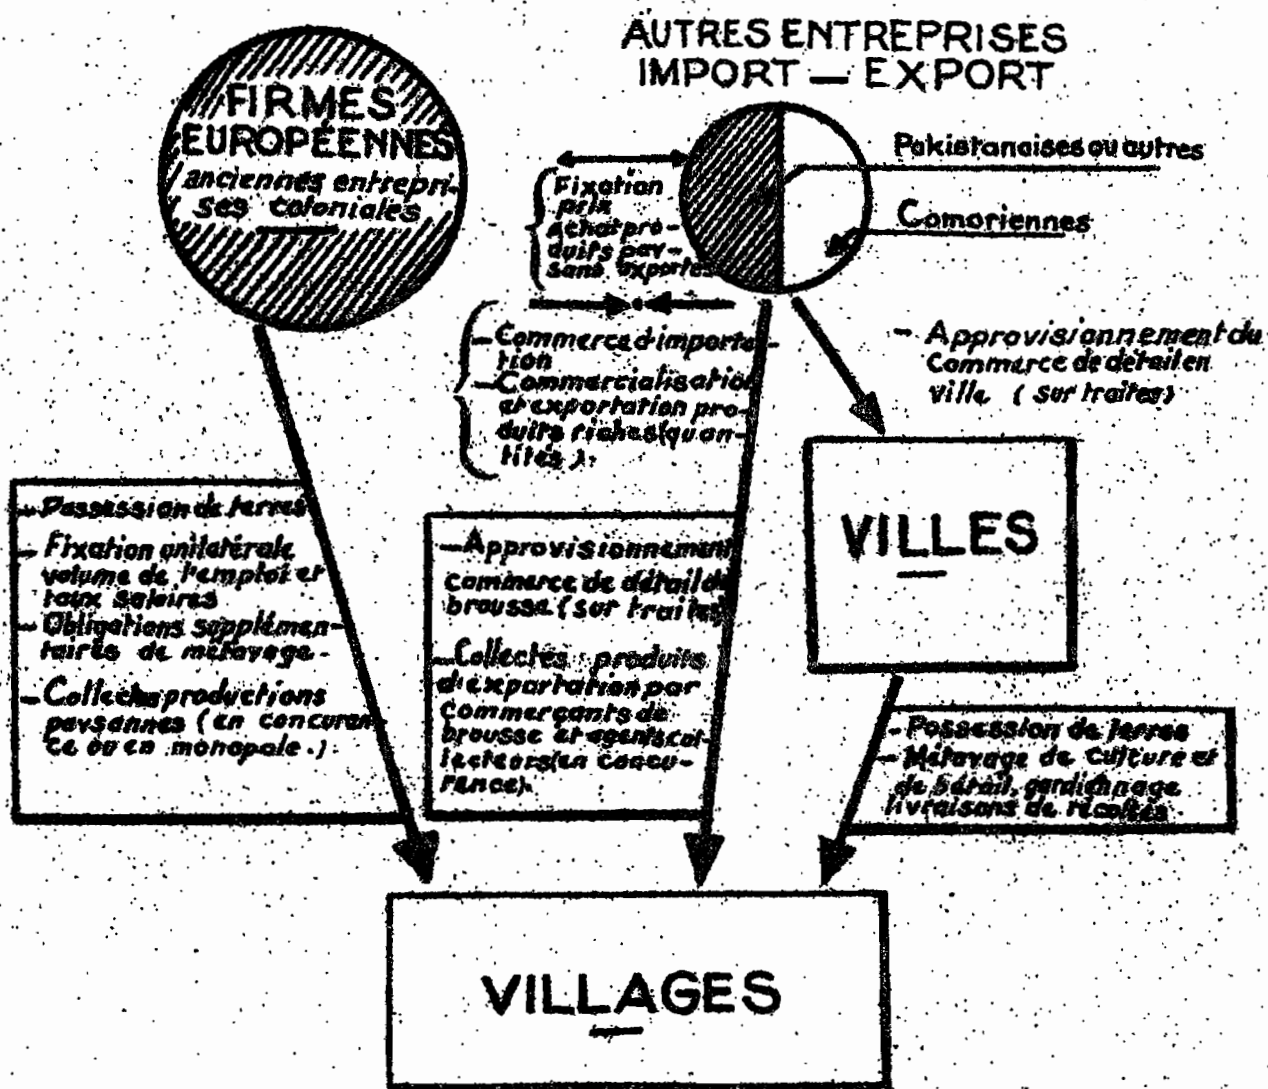 FIRMES
EUROPÉENNES
anciennes entrepri-
ses coloniales
AUTRES ENTREPRISES
IMPORT — EXPORT
Pakistanaises ou autres
Comoriennes
Fixation
prix
achat pro-
duits pay-
sans exportés
- Commerce d'importa-
tion
- Commercialisation
et exportation pro-
duits riches (quan-
tités).
- Approvisionnement du
Commerce de détail en
ville (sur traites)
VILLES
- Possession de terres
- Fixation unilatérale
volume de l'emploi et
taux salaires
- Obligations supplémen-
taires de métayage-
- Collecte productions
paysannes (en concuren-
ce ou en monopole.)
- Approvisionnement
commerce de détail de
brousse (sur traites)
- Collectes produits
d'exportation par
commerçants de
brousse et agents col-
lecteurs (en concu-
rence).
- Possession de terres
- Métayage de culture et
de bétail, gardiennage
livraisons de récoltes
VILLAGES